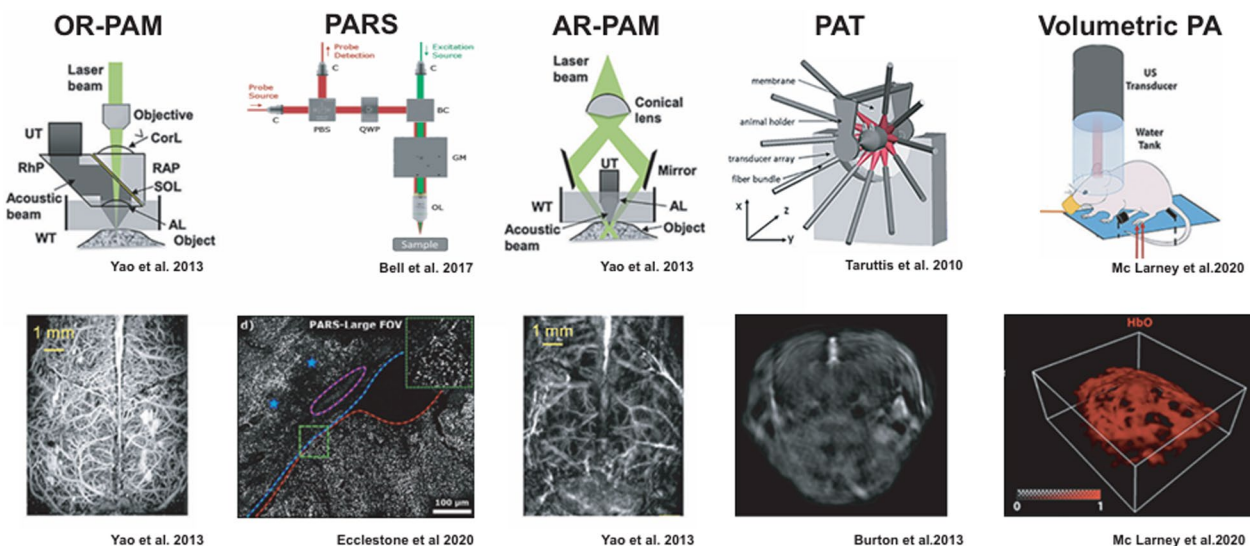 OR-PAM
PARS
AR-PAM
PAT
Volumetric PA
Laser
beam
Objective
UT
CorL
RhP
RAP
SOL
Acoustic
beam
AL
WT
Object
Yao et al. 2013
Probe
Detection
Excitation
Source
C
C
Probe
Source
C
PBS
QWP
BC
GM
OL
Sample
Bell et al. 2017
Laser
beam
Conical
lens
UT
Mirror
WT
AL
Acoustic
beam
Object
Yao et al. 2013
membrane
animal holder
transducer array
fiber bundle
x
z
y
Taruttis et al. 2010
US
Transducer
Water
Tank
Mc Larney et al.2020
1 mm
Yao et al. 2013
d)
PARS-Large FOV
100 µm
Ecclestone et al 2020
1 mm
Yao et al. 2013
Burton et al.2013
HbO
0
1
Mc Larney et al.2020